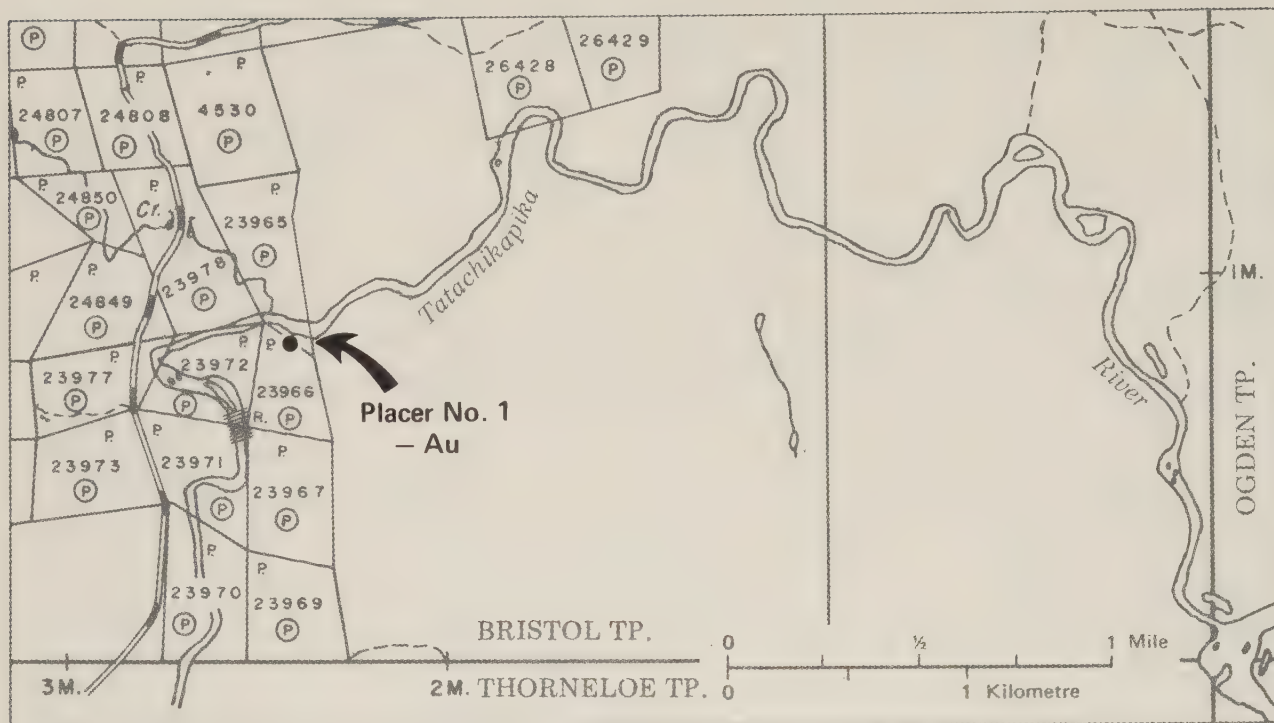 P
26429
P
26428
P
P. P. P.
24807 24808 4530
P P P
P. P. P.
24850
P
Cr.
23965
P
Tatachikapika
P. P.
23978
P
24849
P
1M.
P. P. P.
23972
P
23977
P
23966
P
River
Placer No. 1
– Au
R.
P. P. P.
23973
P
23971
P
23967
P
OGDEN TP.
P. P.
23970
P
23969
P
BRISTOL TP.
0 ½ 1 Mile
3M. 2M. THORNELOE TP.
0 1 Kilometre